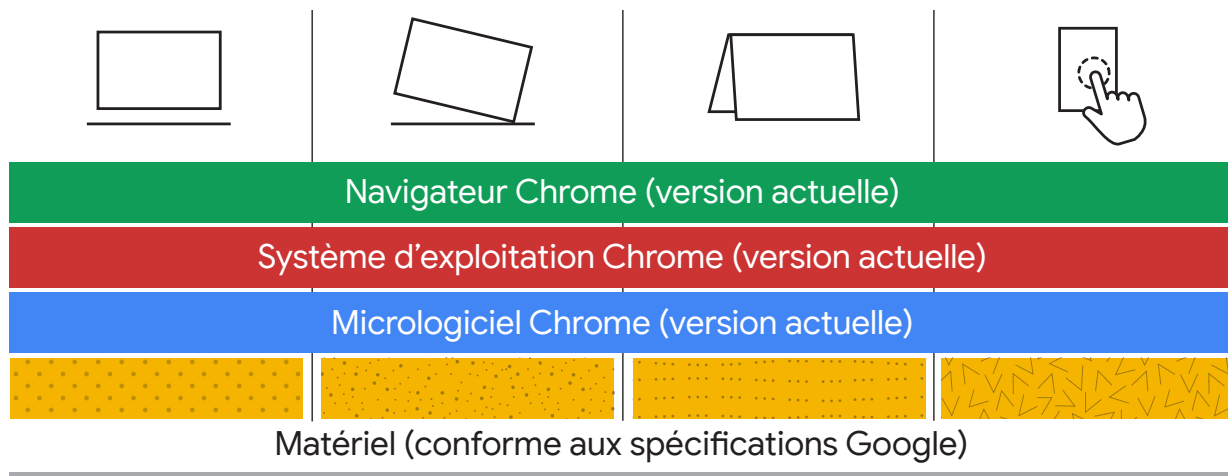 Navigateur Chrome (version actuelle)
Système d'exploitation Chrome (version actuelle)
Micrologiciel Chrome (version actuelle)
Matériel (conforme aux spécifications Google)